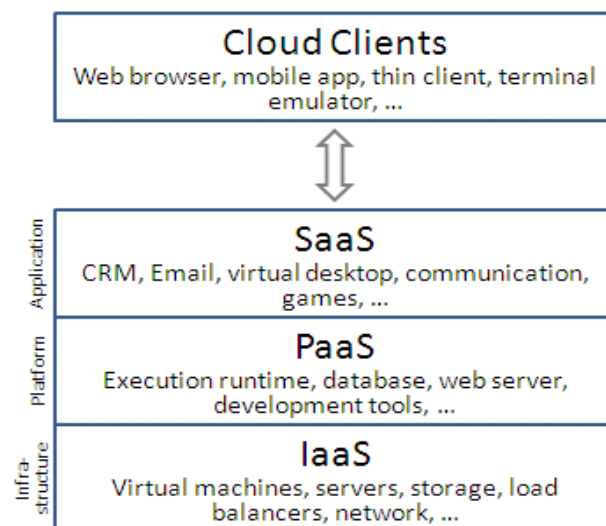 Cloud Clients
Web browser, mobile app, thin client, terminal
emulator, ...
Application
SaaS
CRM, Email, virtual desktop, communication,
games, ...
Platform
PaaS
Execution runtime, database, web server,
development tools, ...
Infra-
structure
IaaS
Virtual machines, servers, storage, load
balancers, network, ...